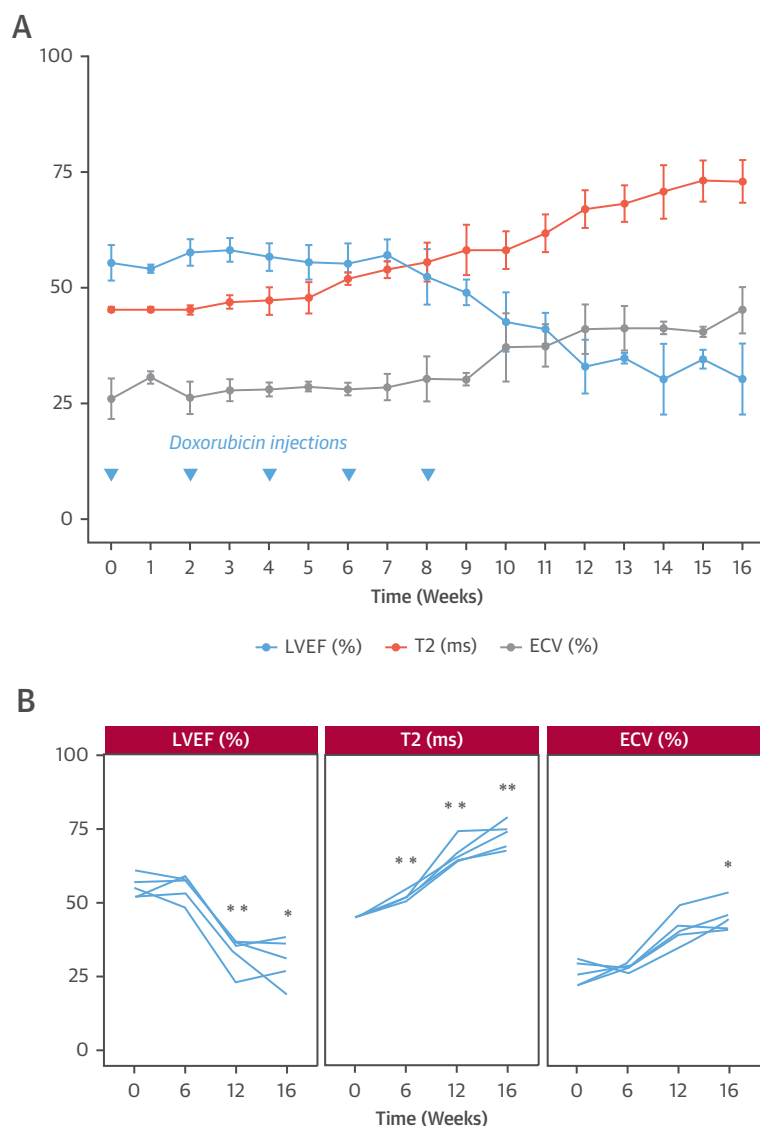 A
100
75
50
25
0
Doxorubicin injections
0 1 2 3 4 5 6 7 8 9 10 11 12 13 14 15 16
Time (Weeks)
LVEF (%) T2 (ms) ECV (%)
B
LVEF (%) T2 (ms) ECV (%)
100
75
50
25
0
** * ** ** ** *
0 6 12 16 0 6 12 16 0 6 12 16
Time (Weeks)